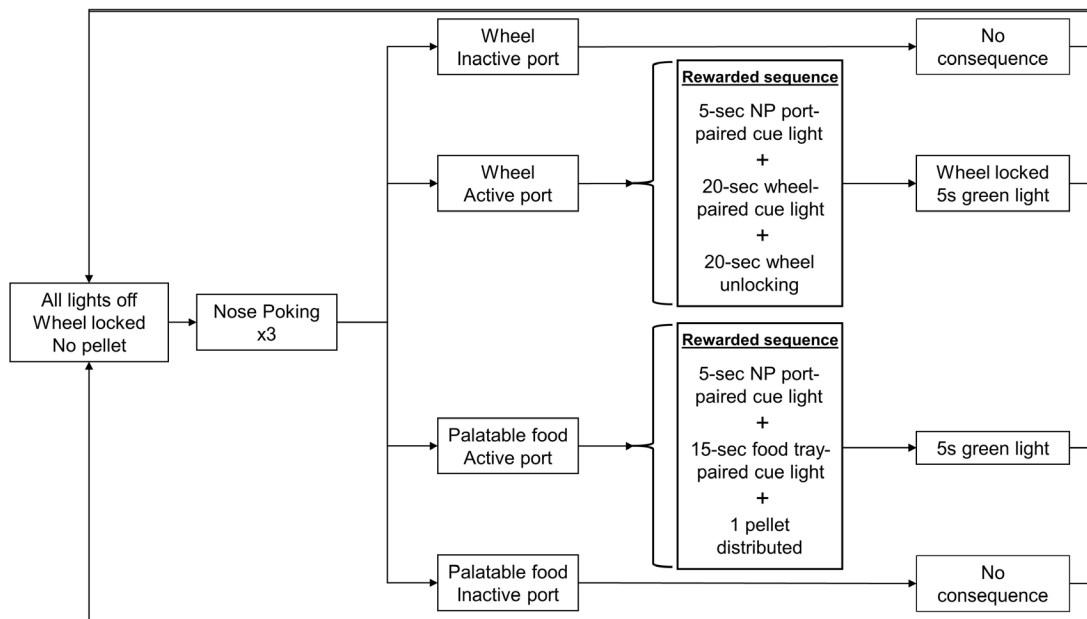 All lights off
Wheel locked
No pellet
Nose Poking
x3
Wheel
Inactive port
No
consequence
Wheel
Active port
Rewarded sequence
5-sec NP port-
paired cue light
+
20-sec wheel-
paired cue light
+
20-sec wheel
unlocking
Wheel locked
5s green light
Palatable food
Active port
Rewarded sequence
5-sec NP port-
paired cue light
+
15-sec food tray-
paired cue light
+
1 pellet
distributed
5s green light
Palatable food
Inactive port
No
consequence